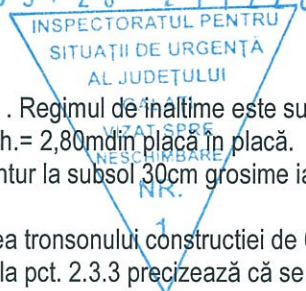 INSPECTORATUL PENTRU
SITUAȚII DE URGENȚĂ
AL JUDEȚULUI
GALAȚI
. Regimul de înaltime este su
VIZAT SPRE
h.= 2,80mdin placă în placă.
NESCHIMBARE
ntur la subsol 30cm grosime ia
NR.
1
ea tronsonului constructiei de
la pct. 2.3.3 precizează că se